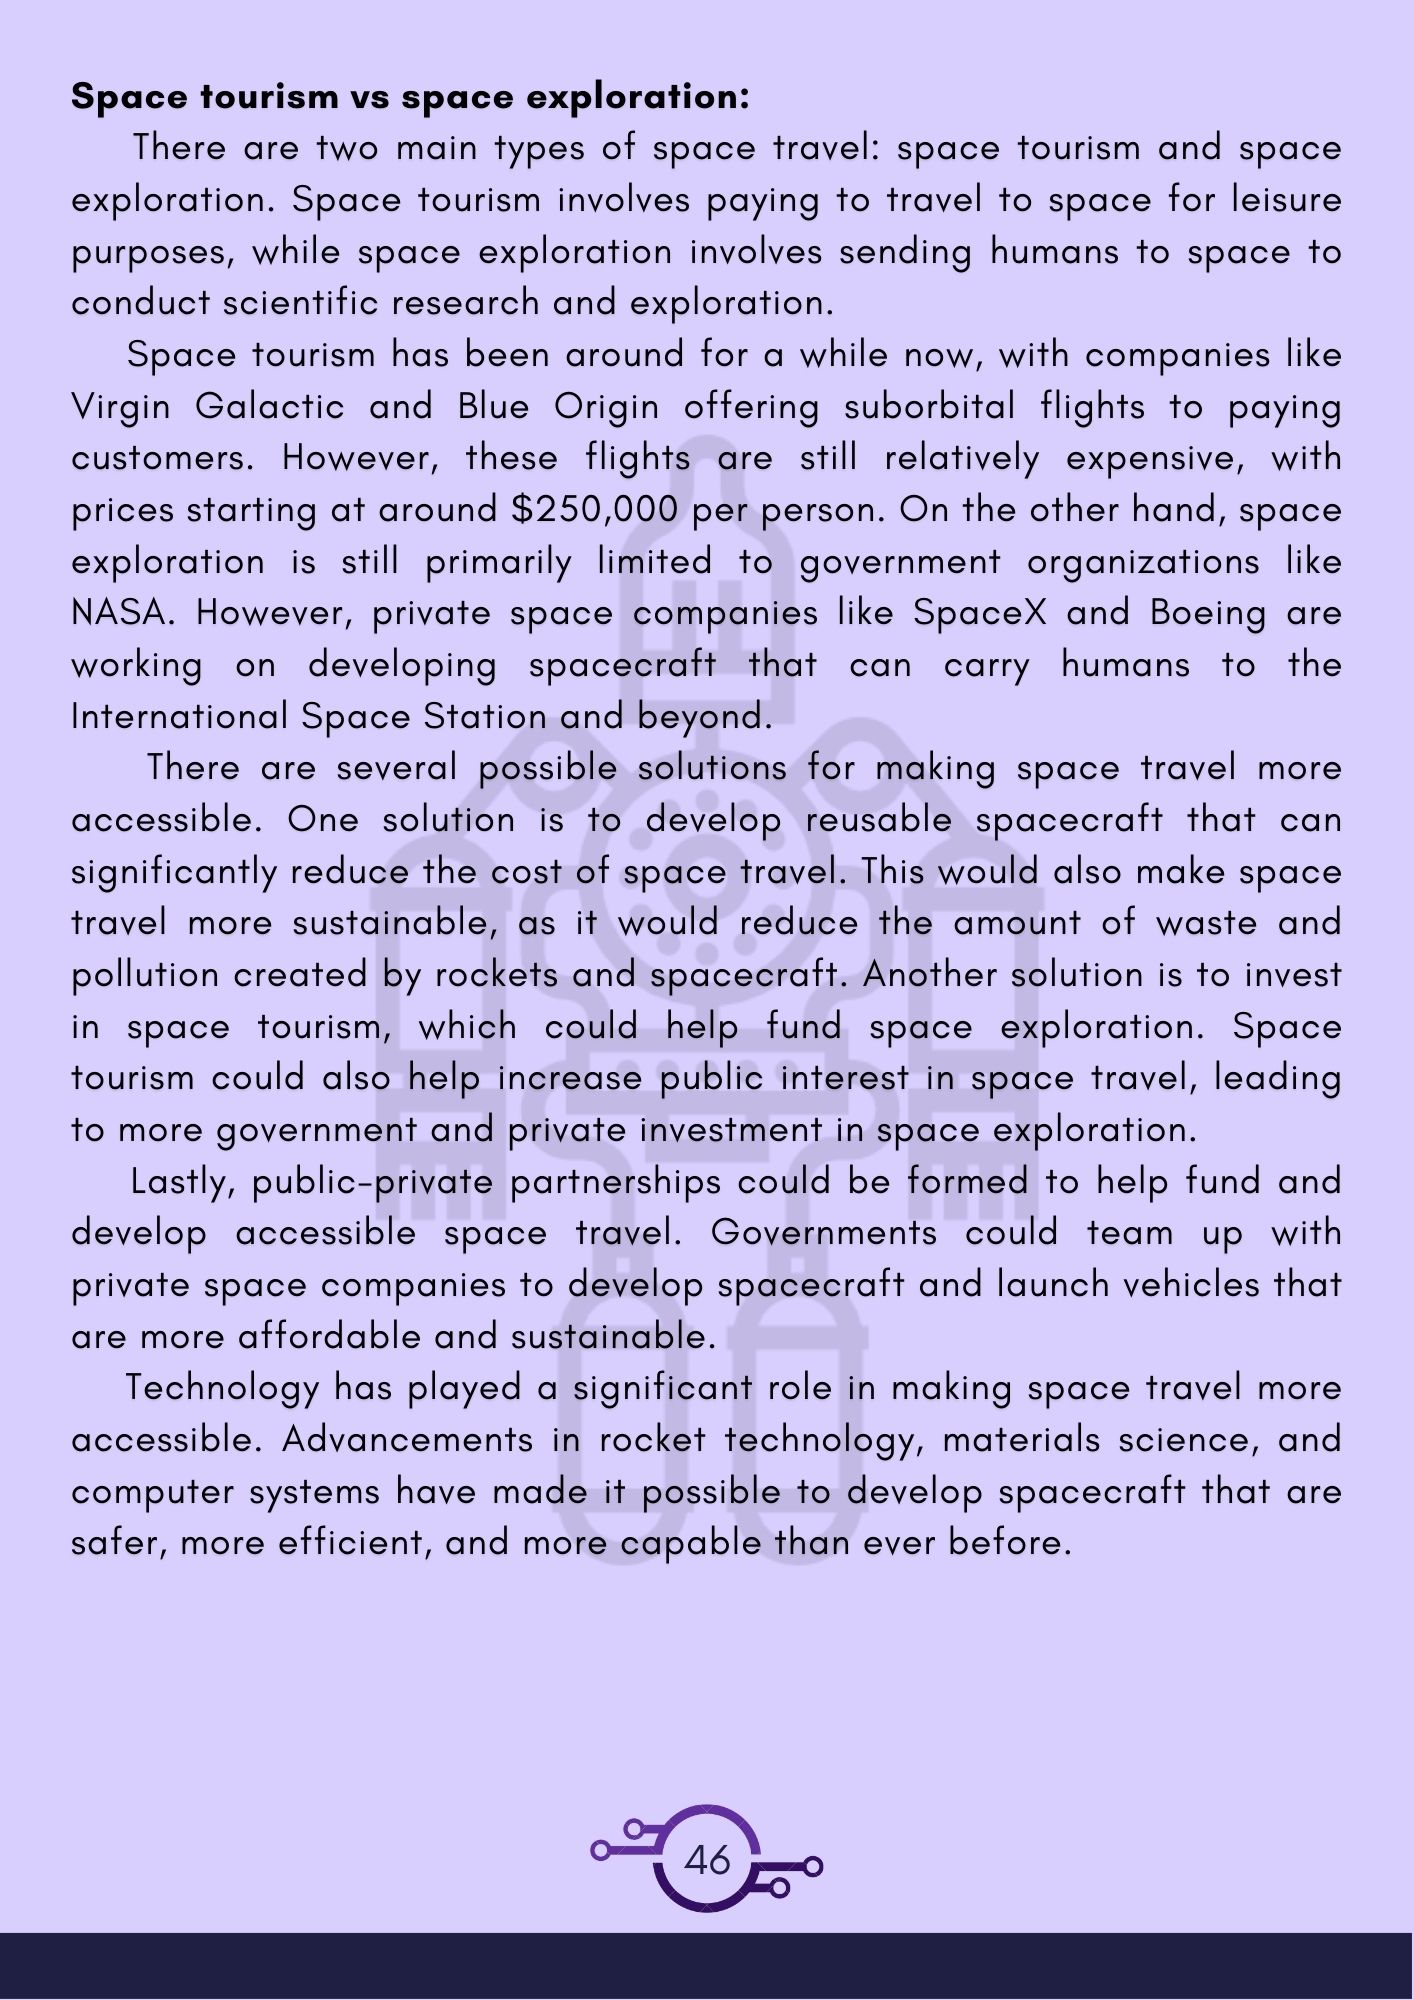 Space tourism vs space exploration:
There are two main types of space travel: space tourism and space
exploration. Space tourism involves paying to travel to space for leisure
purposes, while space exploration involves sending humans to space to
conduct scientific research and exploration.
Space tourism has been around for a while now, with companies like
Virgin Galactic and Blue Origin offering suborbital flights to paying
customers. However, these flights are still relatively expensive, with
prices starting at around $250,000 per person. On the other hand, space
exploration is still primarily limited to government organizations like
NASA. However, private space companies like SpaceX and Boeing are
working on developing spacecraft that can carry humans to the
International Space Station and beyond.
There are several possible solutions for making space travel more
accessible. One solution is to develop reusable spacecraft that can
significantly reduce the cost of space travel. This would also make space
travel more sustainable, as it would reduce the amount of waste and
pollution created by rockets and spacecraft. Another solution is to invest
in space tourism, which could help fund space exploration. Space
tourism could also help increase public interest in space travel, leading
to more government and private investment in space exploration.
Lastly, public-private partnerships could be formed to help fund and
develop accessible space travel. Governments could team up with
private space companies to develop spacecraft and launch vehicles that
are more affordable and sustainable.
Technology has played a significant role in making space travel more
accessible. Advancements in rocket technology, materials science, and
computer systems have made it possible to develop spacecraft that are
safer, more efficient, and more capable than ever before.
46